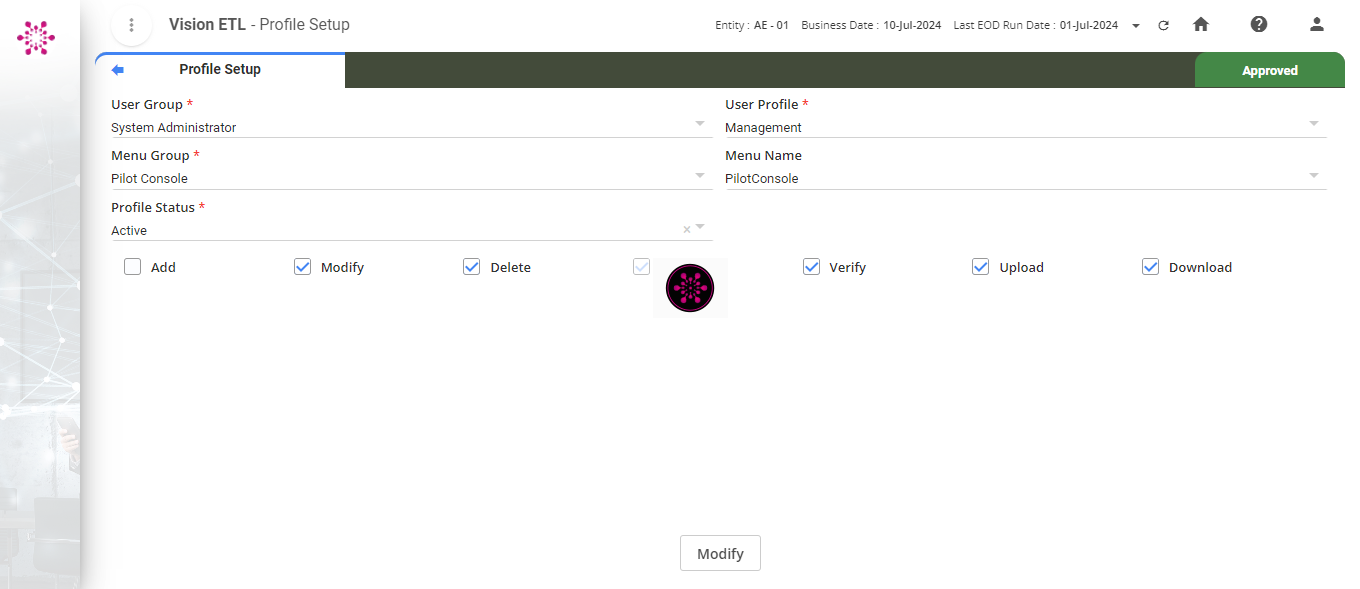 Vision ETL - Profile Setup
Entity : AE - 01 Business Date : 10-Jul-2024 Last EOD Run Date : 01-Jul-2024
Profile Setup
Approved
User Group *
User Profile *
System Administrator
Management
Menu Group *
Menu Name
Pilot Console
PilotConsole
Profile Status *
Active
Add Modify Delete Verify Upload Download
Modify